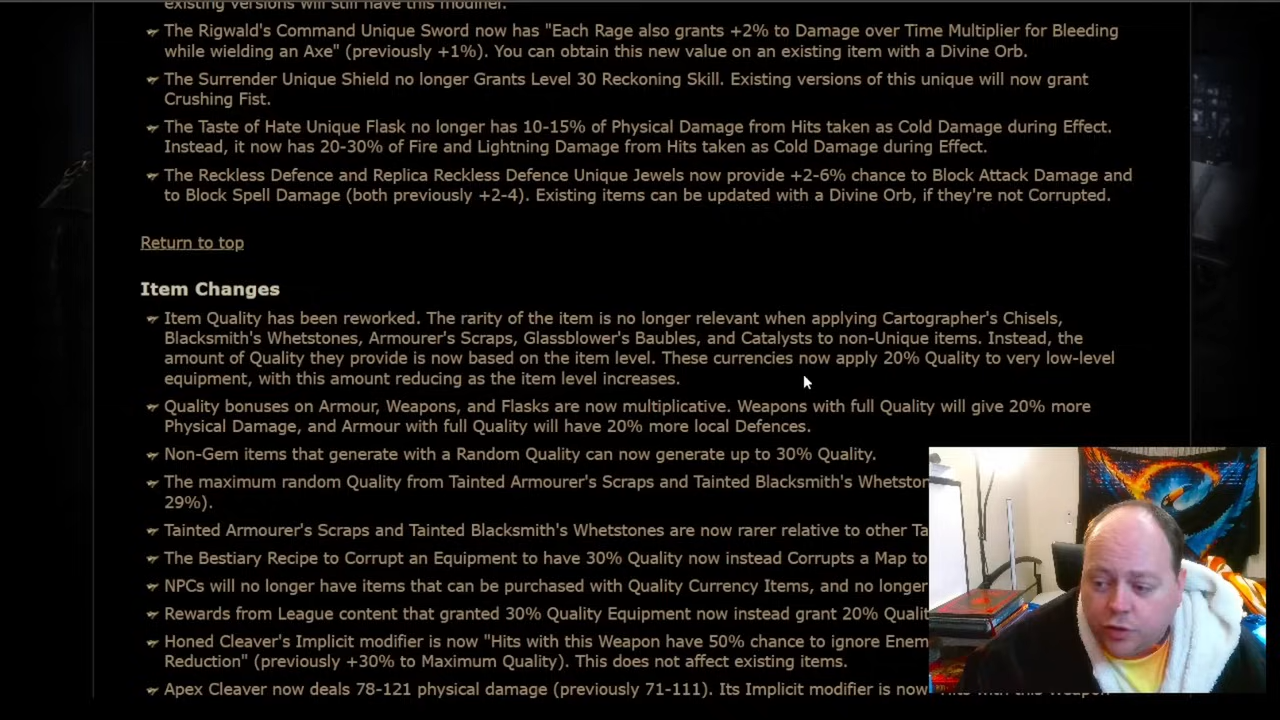 existing versions will still have this modifier.
The Rigwald's Command Unique Sword now has "Each Rage also grants +2% to Damage over Time Multiplier for Bleeding
while wielding an Axe" (previously +1%). You can obtain this new value on an existing item with a Divine Orb.
The Surrender Unique Shield no longer Grants Level 30 Reckoning Skill. Existing versions of this unique will now grant
Crushing Fist.
The Taste of Hate Unique Flask no longer has 10-15% of Physical Damage from Hits taken as Cold Damage during Effect.
Instead, it now has 20-30% of Fire and Lightning Damage from Hits taken as Cold Damage during Effect.
The Reckless Defence and Replica Reckless Defence Unique Jewels now provide +2-6% chance to Block Attack Damage and
to Block Spell Damage (both previously +2-4). Existing items can be updated with a Divine Orb, if they're not Corrupted.
Return to top
Item Changes
Item Quality has been reworked. The rarity of the item is no longer relevant when applying Cartographer's Chisels,
Blacksmith's Whetstones, Armourer's Scraps, Glassblower's Baubles, and Catalysts to non-Unique items. Instead, the
amount of Quality they provide is now based on the item level. These currencies now apply 20% Quality to very low-level
equipment, with this amount reducing as the item level increases.
Quality bonuses on Armour, Weapons, and Flasks are now multiplicative. Weapons with full Quality will give 20% more
Physical Damage, and Armour with full Quality will have 20% more local Defences.
Non-Gem items that generate with a Random Quality can now generate up to 30% Quality.
The maximum random Quality from Tainted Armourer's Scraps and Tainted Blacksmith's Whetston
29%).
Tainted Armourer's Scraps and Tainted Blacksmith's Whetstones are now rarer relative to other Ta
The Bestiary Recipe to Corrupt an Equipment to have 30% Quality now instead Corrupts a Map to
NPCs will no longer have items that can be purchased with Quality Currency Items, and no longer
Rewards from League content that granted 30% Quality Equipment now instead grant 20% Qualit
Honed Cleaver's Implicit modifier is now "Hits with this Weapon have 50% chance to ignore Enem
Reduction" (previously +30% to Maximum Quality). This does not affect existing items.
Apex Cleaver now deals 78-121 physical damage (previously 71-111). Its Implicit modifier is now "Hits with this Weapon